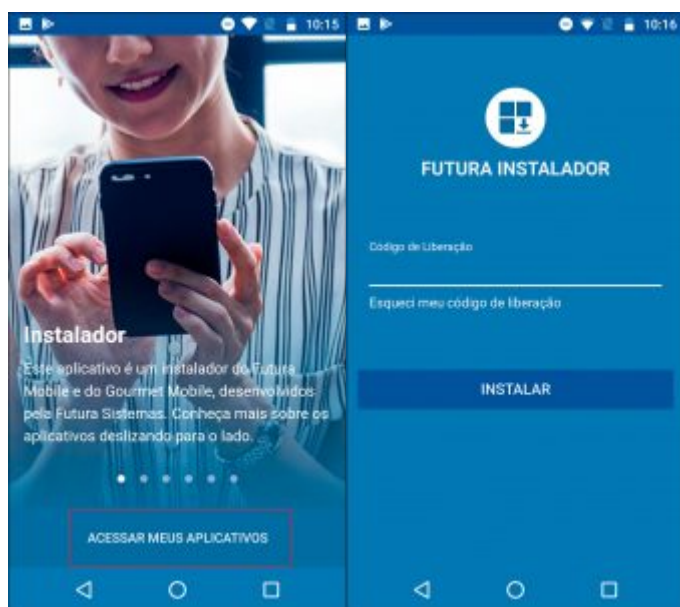 10:15
Instalador
Este aplicativo é um instalador do Futura
Mobile e do Gourmet Mobile, desenvolvidos
pela Futura Sistemas. Conheça mais sobre os
aplicativos deslizando para o lado.
ACESSAR MEUS APLICATIVOS
10:16
FUTURA INSTALADOR
Código de Liberação
Esqueci meu código de liberação
INSTALAR